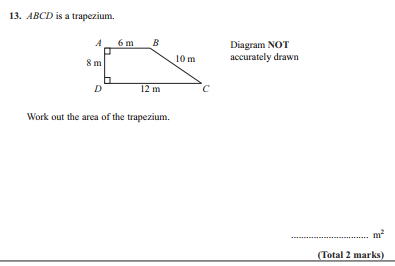 13. ABCD is a trapezium.
A 6 m B
Diagram NOT
accurately drawn
10 m
8 m
D 12 m C
Work out the area of the trapezium.
.............................. m²
(Total 2 marks)